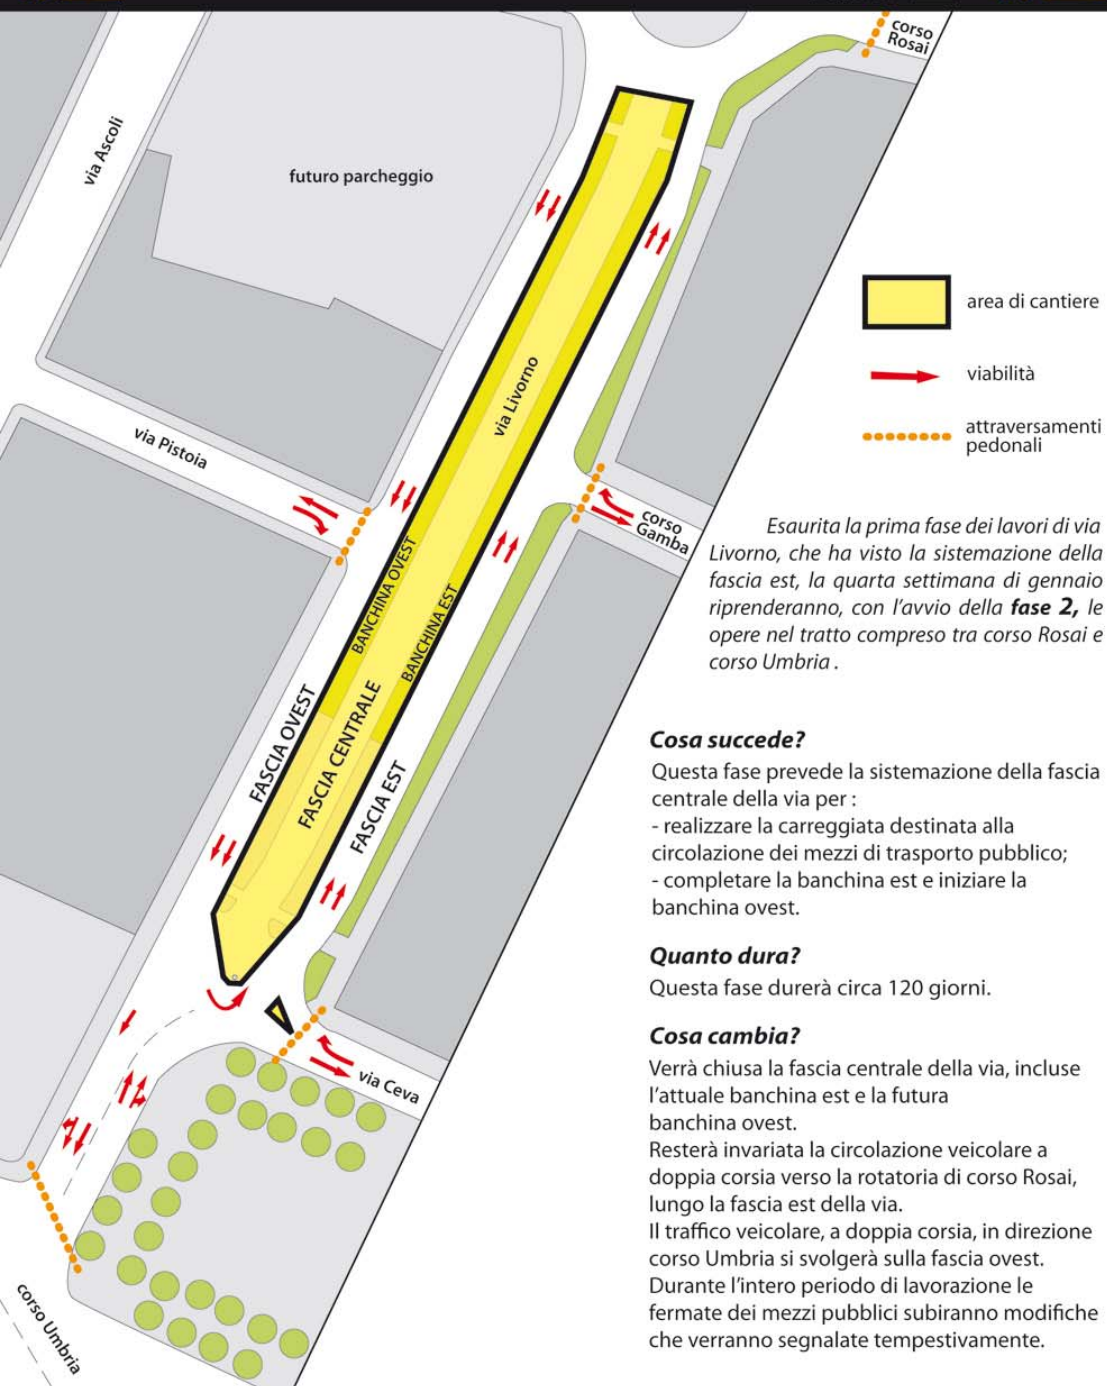 corso
Rosai
via Ascoli
futuro parcheggio
area di cantiere
via Livorno
viabilità
via Pistoia
attraversamenti
pedonali
corso
Gamba
BANCHINA OVEST
BANCHINA EST
FASCIA OVEST
FASCIA CENTRALE
FASCIA EST
via Ceva
corso Umbria
Esaurita la prima fase dei lavori di via
Livorno, che ha visto la sistemazione della
fascia est, la quarta settimana di gennaio
riprenderanno, con l'avvio della fase 2, le
opere nel tratto compreso tra corso Rosai e
corso Umbria .
Cosa succede?
Questa fase prevede la sistemazione della fascia
centrale della via per :
- realizzare la carreggiata destinata alla
circolazione dei mezzi di trasporto pubblico;
- completare la banchina est e iniziare la
banchina ovest.
Quanto dura?
Questa fase durerà circa 120 giorni.
Cosa cambia?
Verrà chiusa la fascia centrale della via, incluse
l'attuale banchina est e la futura
banchina ovest.
Resterà invariata la circolazione veicolare a
doppia corsia verso la rotatoria di corso Rosai,
lungo la fascia est della via.
Il traffico veicolare, a doppia corsia, in direzione
corso Umbria si svolgerà sulla fascia ovest.
Durante l'intero periodo di lavorazione le
fermate dei mezzi pubblici subiranno modifiche
che verranno segnalate tempestivamente.